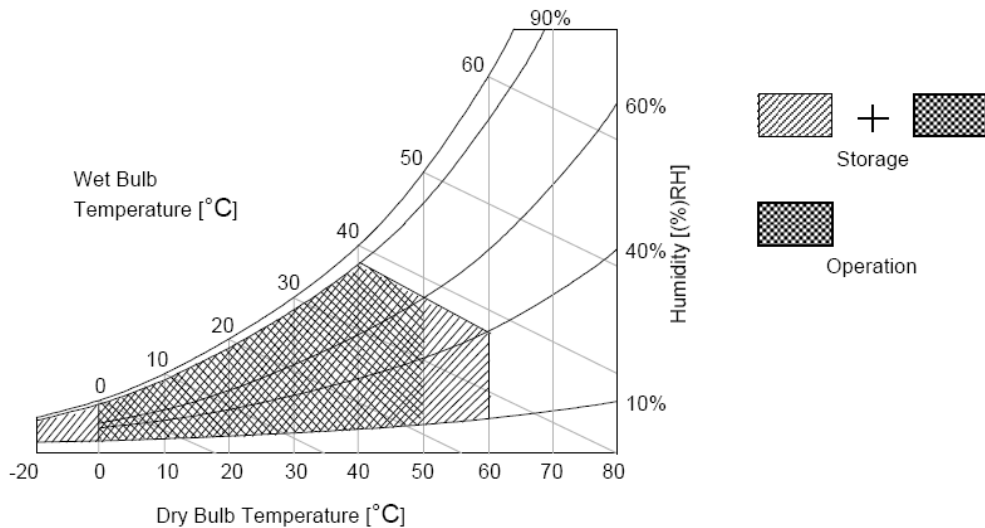 90%
60
60%
50
Wet Bulb
Temperature [°C]
40
40%
30
20
10
0
10%
Humidity [(%)RH]
-20 0 10 20 30 40 50 60 70 80
Dry Bulb Temperature [°C]
+
Storage
Operation